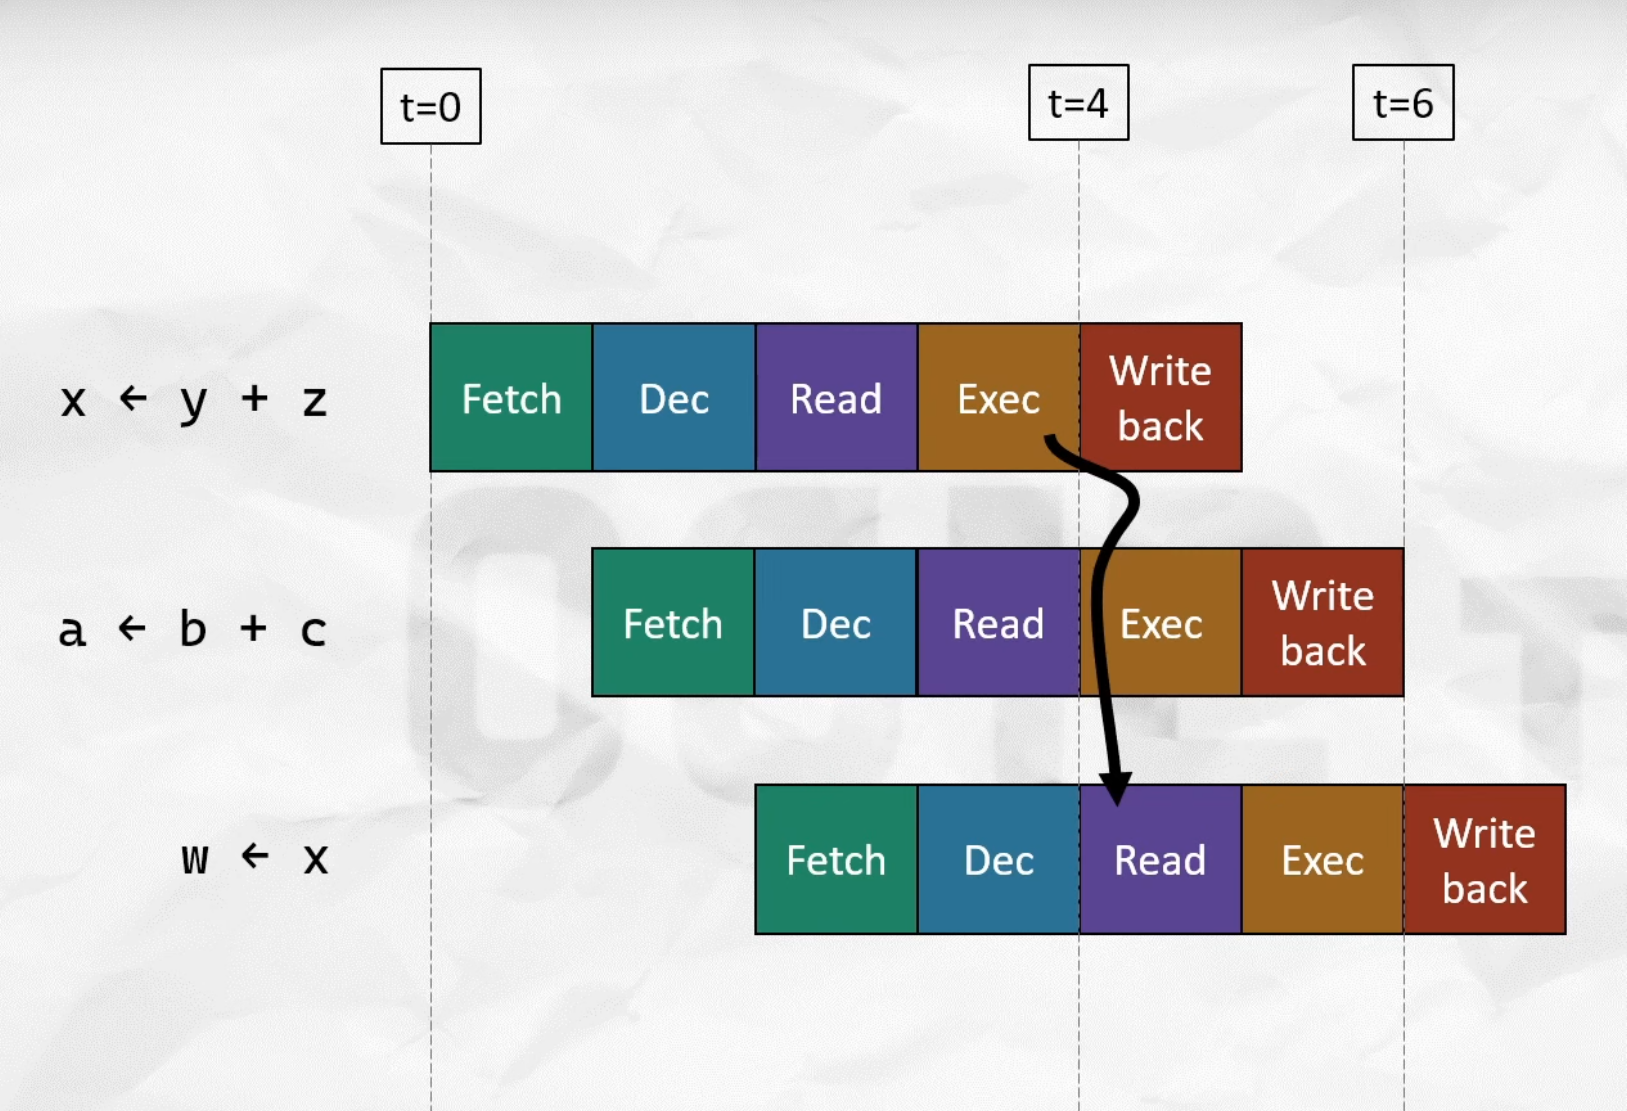 t=0
t=4
t=6
x ← y + z
Fetch
Dec
Read
Exec
Write
back
a ← b + c
Fetch
Dec
Read
Exec
Write
back
w ← x
Fetch
Dec
Read
Exec
Write
back